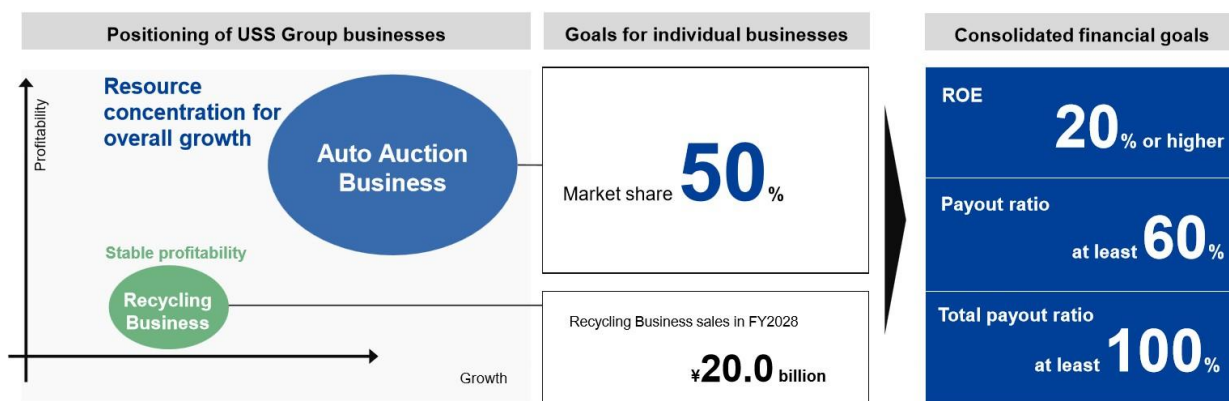 Positioning of USS Group businesses
Goals for individual businesses
Consolidated financial goals
Profitability
Resource
concentration for
overall growth
Auto Auction
Business
Stable profitability
Recycling
Business
Growth
Market share 50%
Recycling Business sales in FY2028
¥20.0 billion
ROE
20% or higher
Payout ratio
at least 60%
Total payout ratio
at least 100%